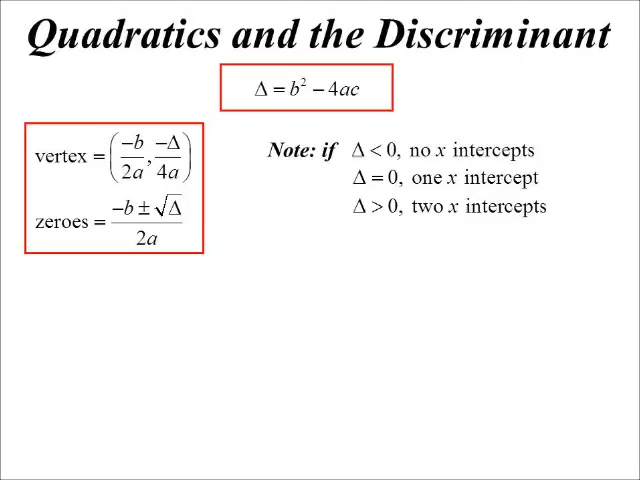 Quadratics and the Discriminant
Δ = b² − 4ac
vertex = (−b/2a, −Δ/4a)
zeroes = (−b ± √Δ)/2a
Note: if Δ < 0, no x intercepts
Δ = 0, one x intercept
Δ > 0, two x intercepts